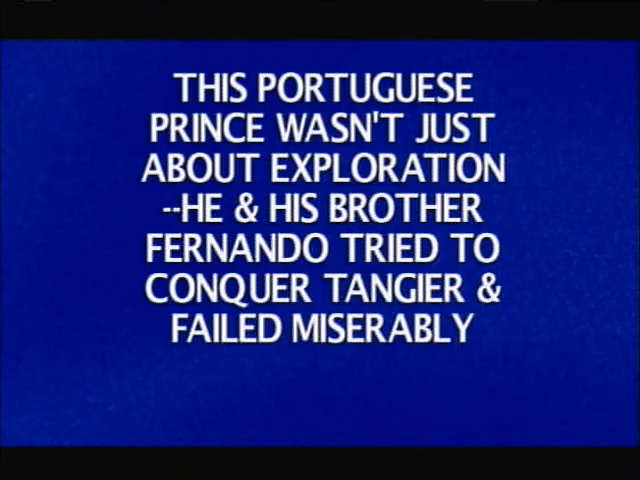 THIS PORTUGUESE
PRINCE WASN'T JUST
ABOUT EXPLORATION
--HE & HIS BROTHER
FERNANDO TRIED TO
CONQUER TANGIER &
FAILED MISERABLY